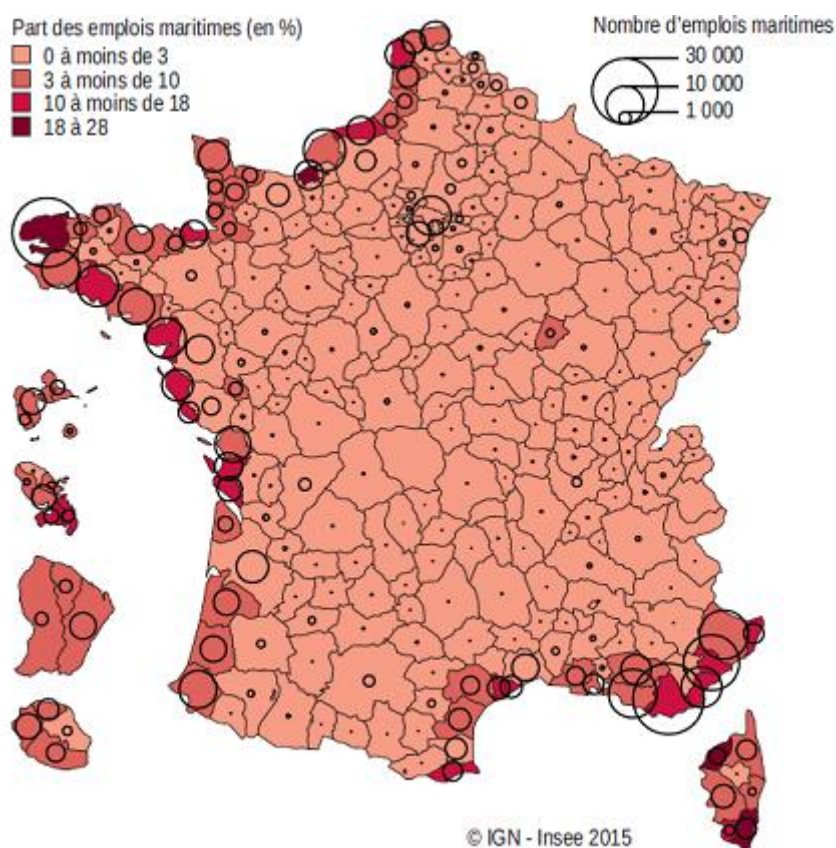 Part des emplois maritimes (en %)
0 à moins de 3
3 à moins de 10
10 à moins de 18
18 à 28
Nombre d'emplois maritimes
30 000
10 000
1 000
© IGN - Insee 2015